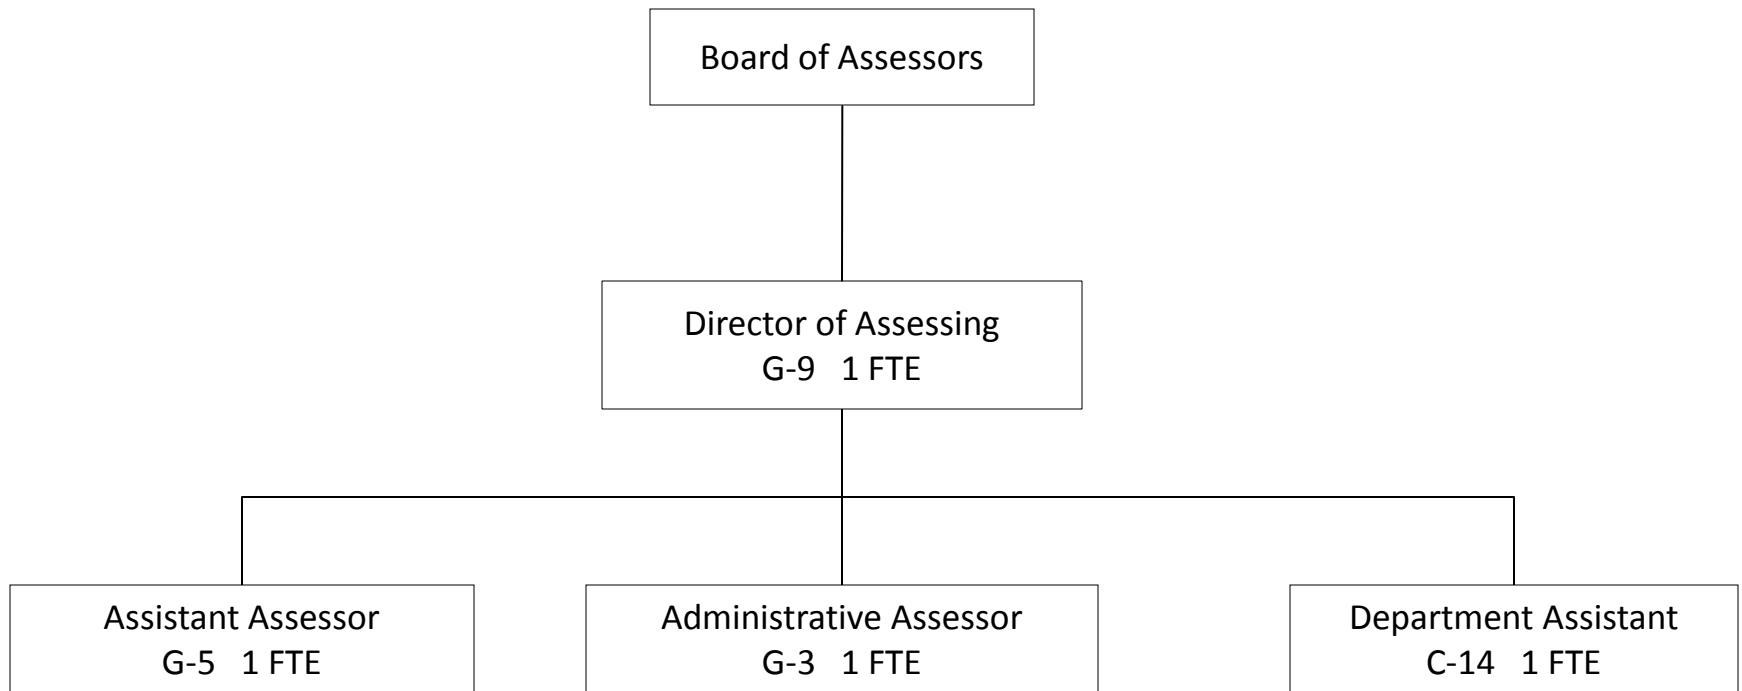 Board of Assessors
Director of Assessing
G-9   1 FTE
Assistant Assessor
G-5   1 FTE
Administrative Assessor
G-3   1 FTE
Department Assistant
C-14   1 FTE